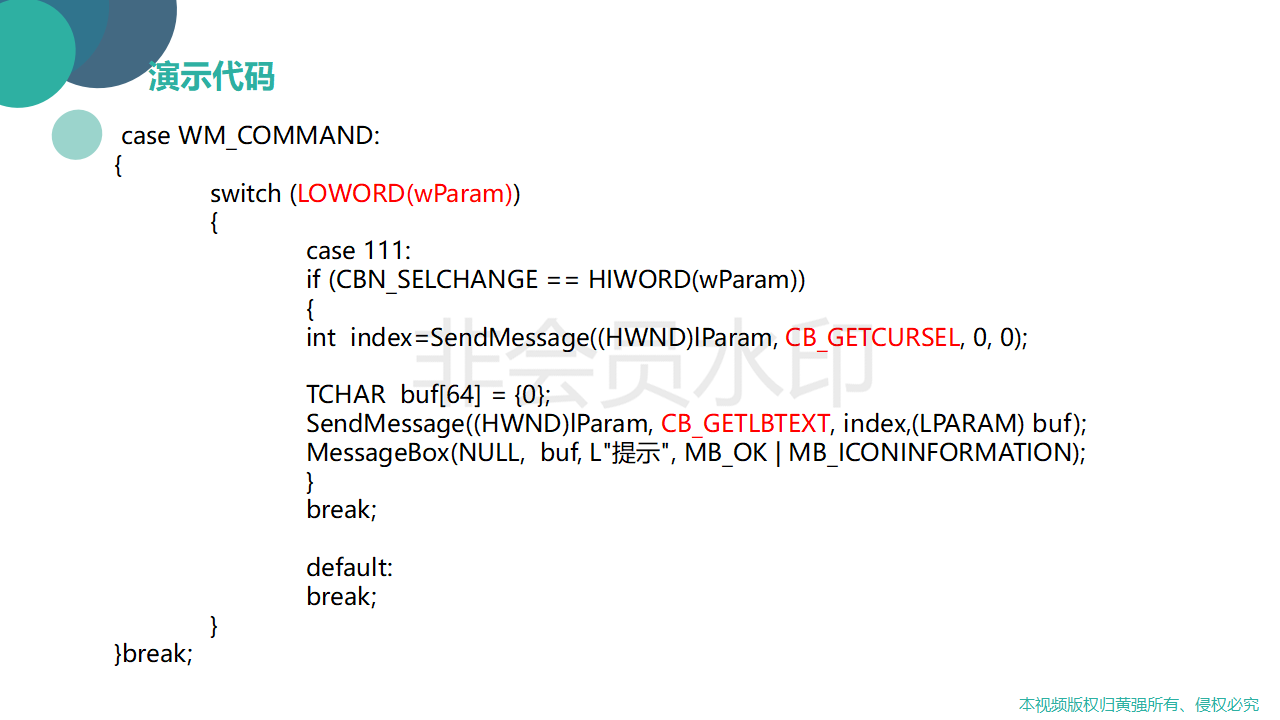 演示代码
case WM_COMMAND:
{
switch (LOWORD(wParam))
{
case 111:
if (CBN_SELCHANGE == HIWORD(wParam))
{
int  index=SendMessage((HWND)lParam, CB_GETCURSEL, 0, 0);
非会员水印
TCHAR  buf[64] = {0};
SendMessage((HWND)lParam, CB_GETLBTEXT, index,(LPARAM) buf);
MessageBox(NULL,  buf, L"提示", MB_OK | MB_ICONINFORMATION);
}
break;
default:
break;
}
}break;
本视频版权归黄强所有、侵权必究